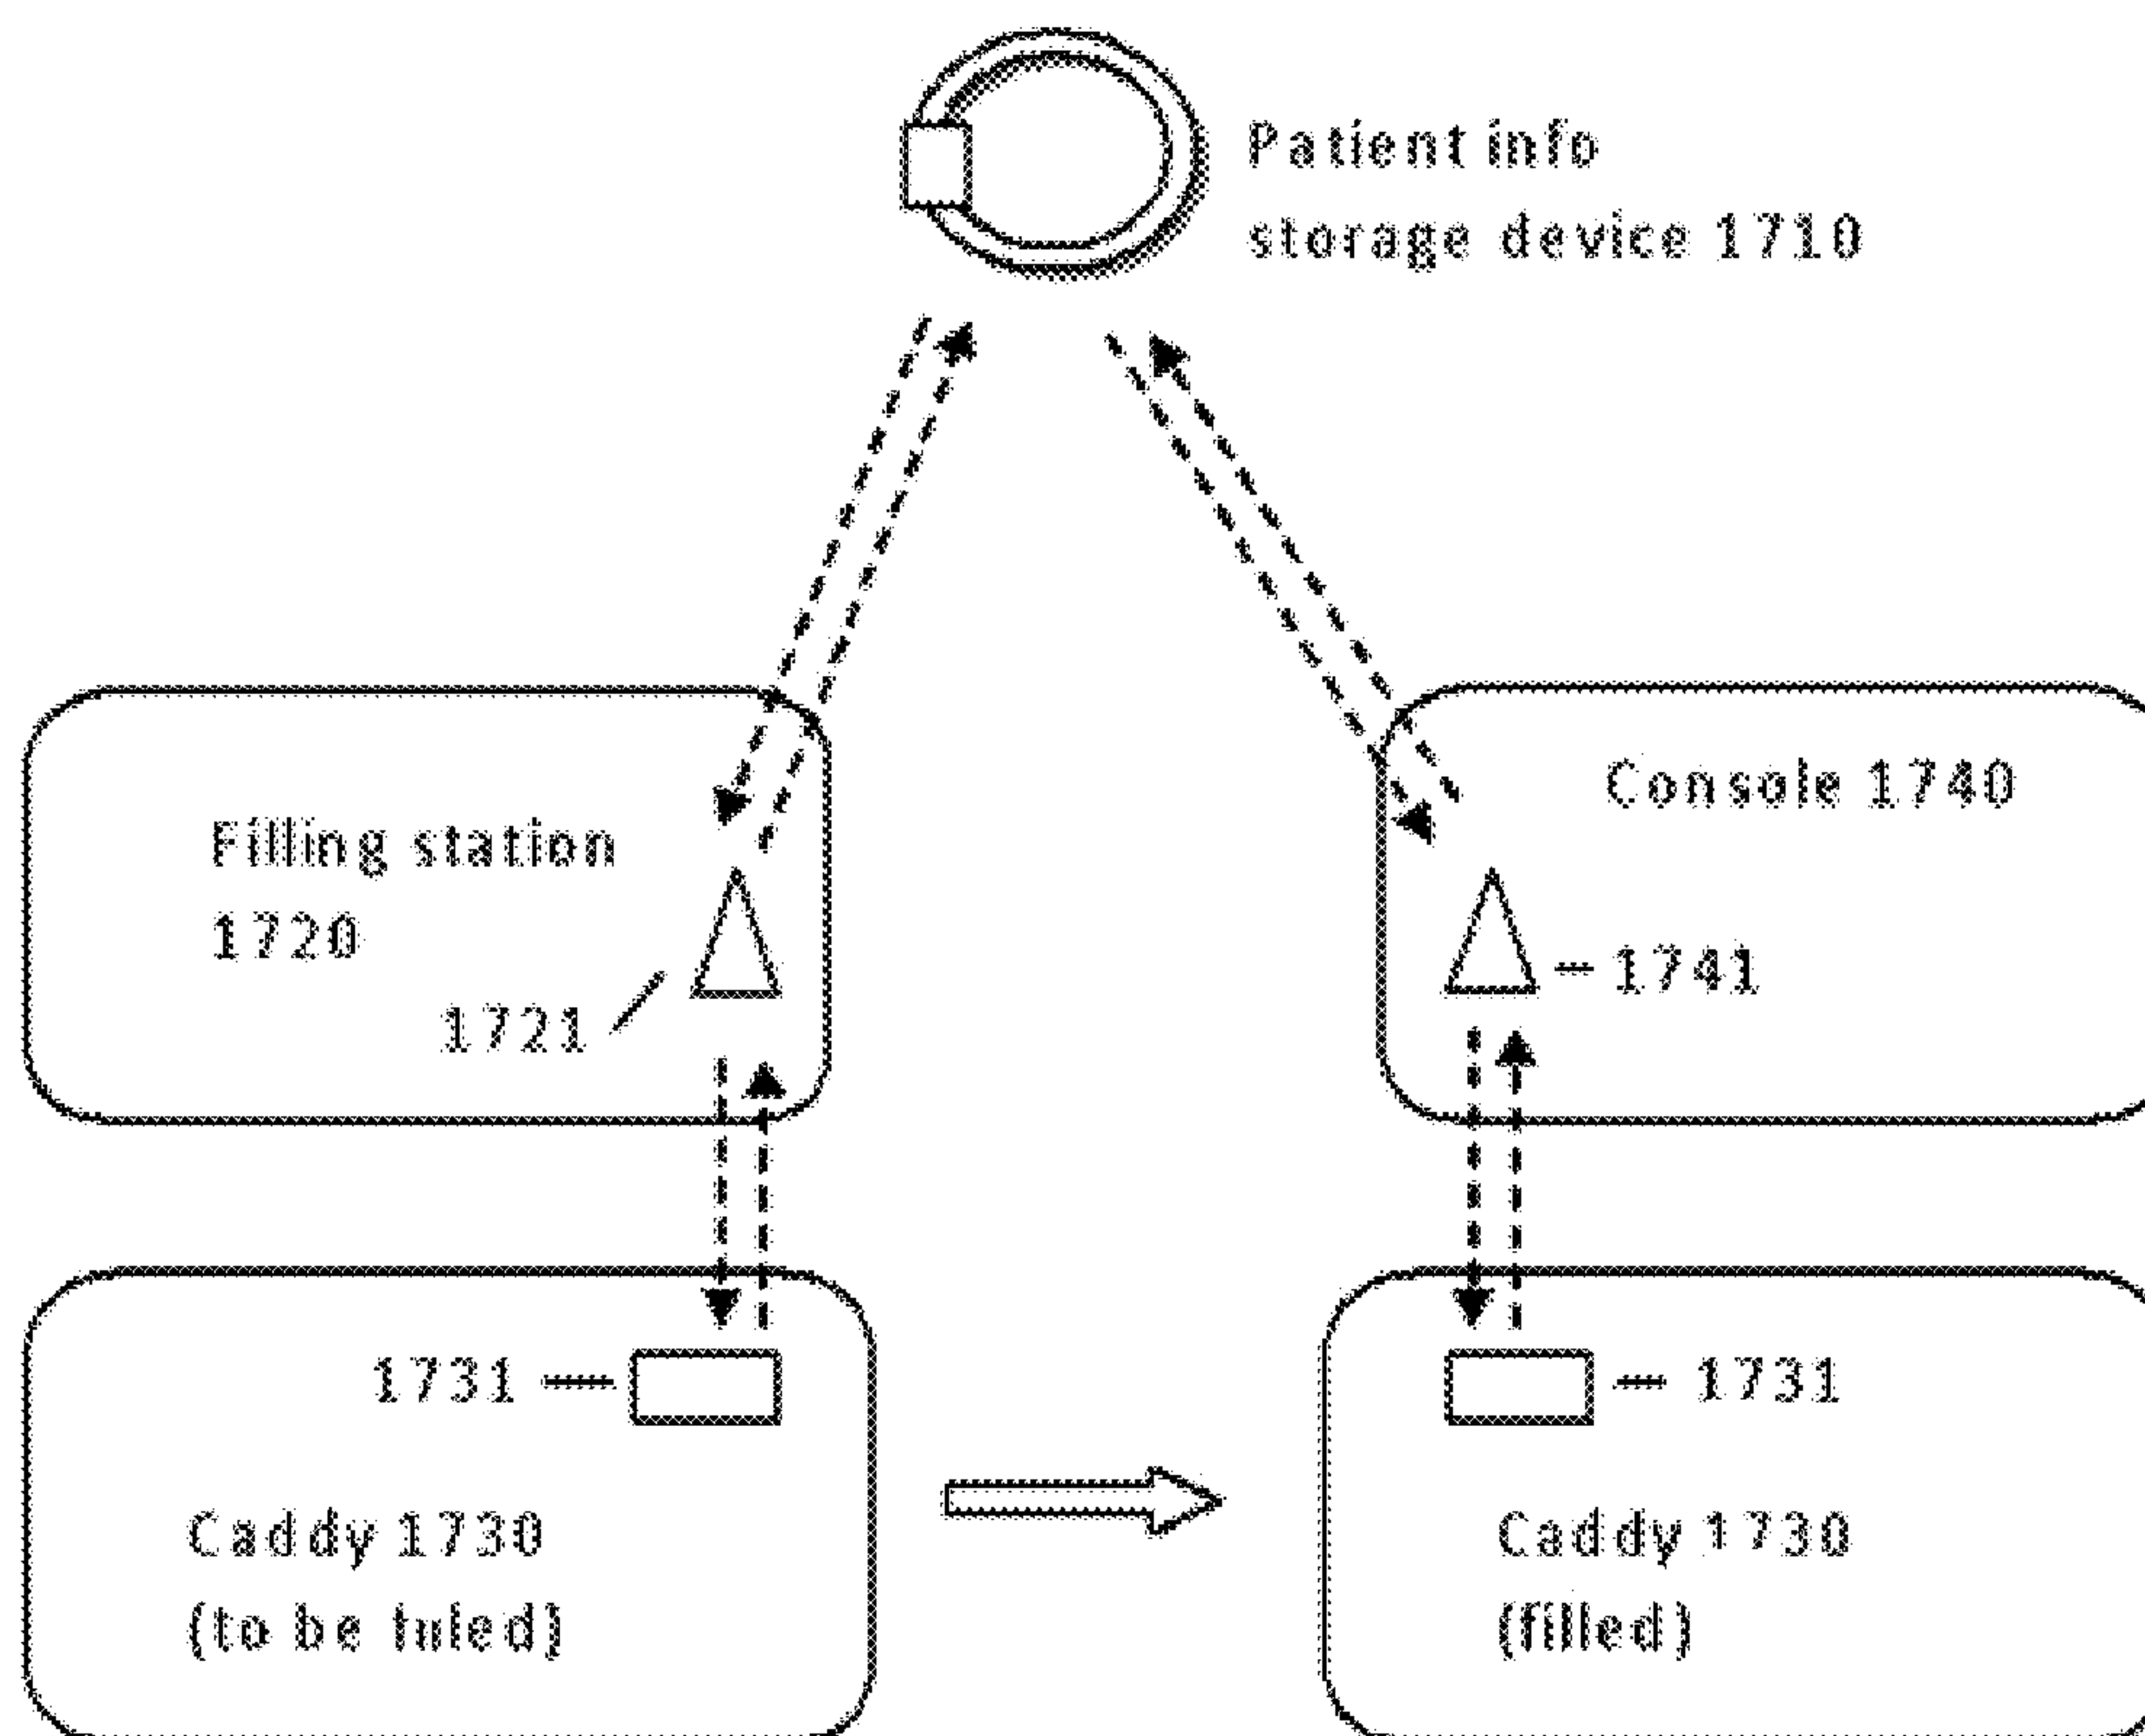 Patient info
storage device 1710
Console 1740
Filling station
1720
1741
1721
1731
1731
Caddy 1730
(to be
Caddy 1730
(filled)